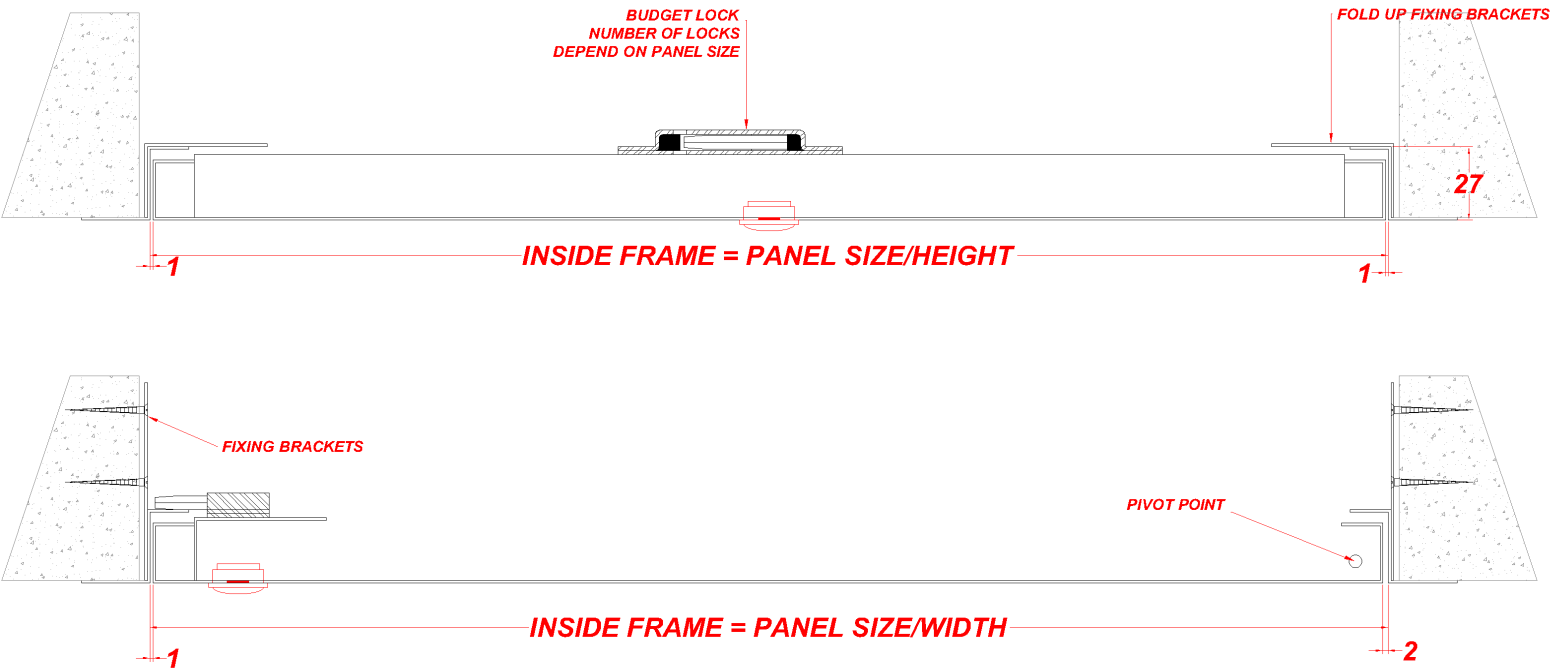 BUDGET LOCK
NUMBER OF LOCKS
DEPEND ON PANEL SIZE
FOLD UP FIXING BRACKETS
27
INSIDE FRAME = PANEL SIZE/HEIGHT
1
1
FIXING BRACKETS
PIVOT POINT
INSIDE FRAME = PANEL SIZE/WIDTH
1
2